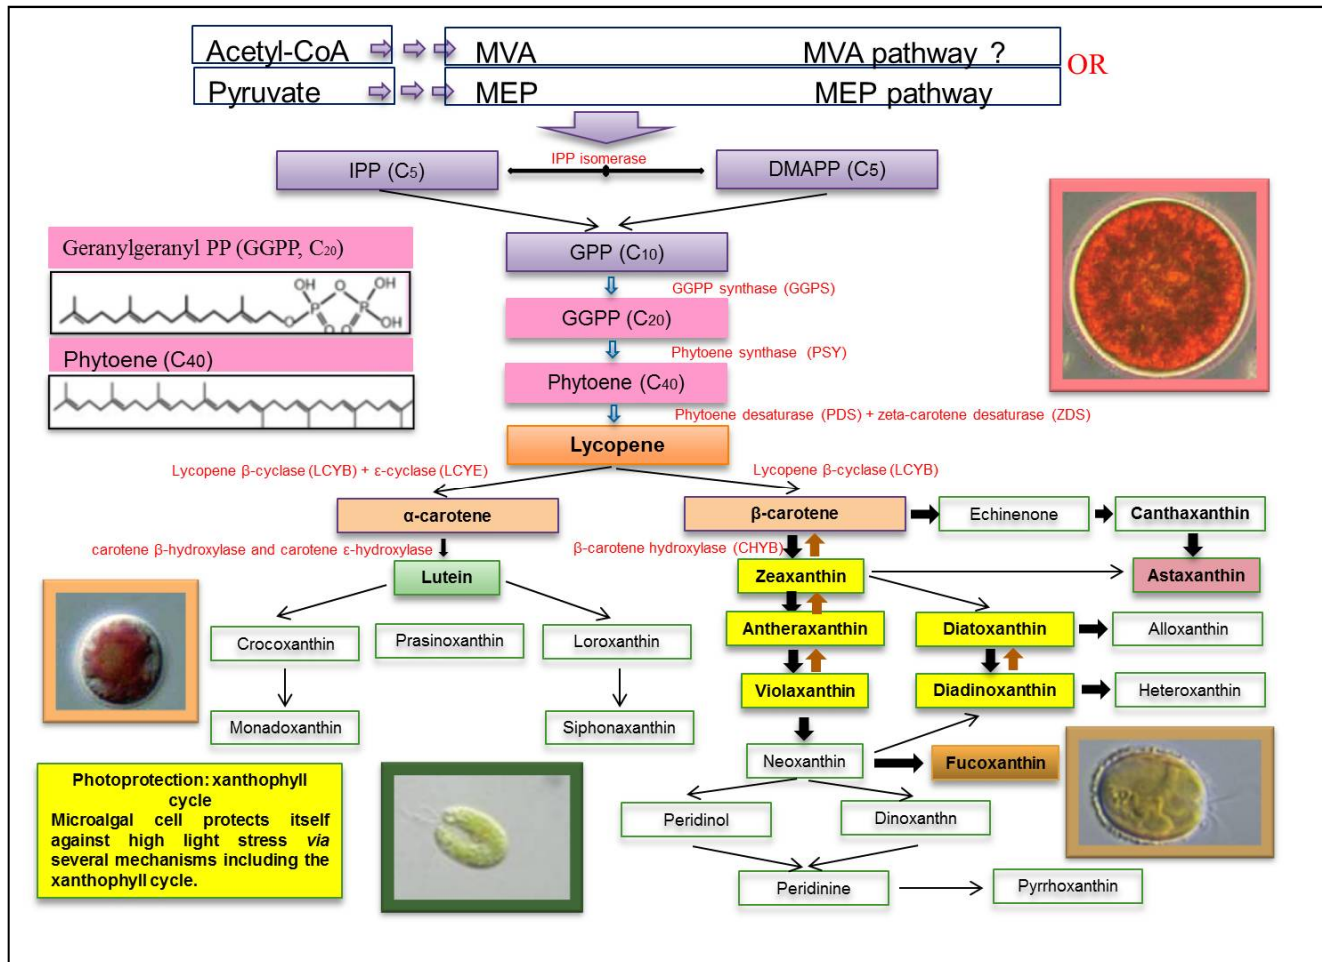 Acetyl-CoA MVA MVA pathway ?
OR
Pyruvate MEP MEP pathway
IPP isomerase
IPP (C5) DMAPP (C5)
Geranylgeranyl PP (GGPP, C20)
OH O OH
P P
O O O OH
Phytoene (C40)
GPP (C10)
GGPP synthase (GGPS)
GGPP (C20)
Phytoene synthase (PSY)
Phytoene (C40)
Phytoene desaturase (PDS) + zeta-carotene desaturase (ZDS)
Lycopene
Lycopene β-cyclase (LCYB) + ε-cyclase (LCYE) Lycopene β-cyclase (LCYB)
α-carotene β-carotene Echinenone Canthaxanthin
carotene β-hydroxylase and carotene ε-hydroxylase β-carotene hydroxylase (CHYB)
Lutein Zeaxanthin Astaxanthin
Crocoxanthin Prasinoxanthin Loroxanthin Antheraxanthin Diatoxanthin Alloxanthin
Monadoxanthin Siphonaxanthin Violaxanthin Diadinoxanthin Heteroxanthin
Neoxanthin Fucoxanthin
Peridinol Dinoxanthn
Peridinine Pyrrhoxanthin
Photoprotection: xanthophyll
cycle
Microalgal cell protects itself
against high light stress via
several mechanisms including the
xanthophyll cycle.